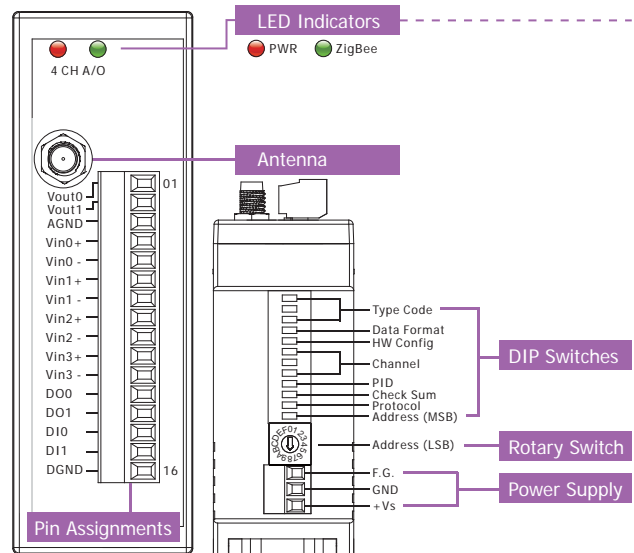 LED Indicators
PWR ZigBee
4 CH A/O
Antenna
01
Vout0
Vout1
AGND
Vin0+
Vin0 -
Vin1+
Vin1 -
Vin2+
Vin2 -
Vin3+
Vin3 -
DO0
DO1
DI0
DI1
DGND
16
Pin Assignments
Type Code
Data Format
HW Config
Channel
PID
Check Sum
Protocol
Address (MSB)
DIP Switches
0123456789ABCDEF
Address (LSB)
Rotary Switch
F.G.
GND
+Vs
Power Supply